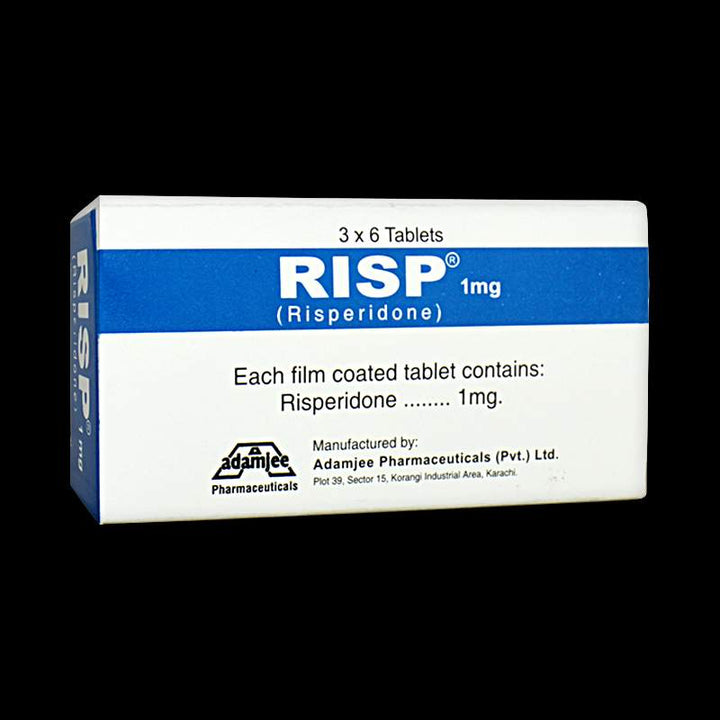 3 x 6 Tablets
RISP® 1mg
(Risperidone)
Each film coated tablet contains:
Risperidone ........ 1mg.
adamjee
Pharmaceuticals
Manufactured by:
Adamjee Pharmaceuticals (Pvt.) Ltd.
Plot 39, Sector 15, Korangi Industrial Area, Karachi.
RISP® 1mg
(Risperidone)